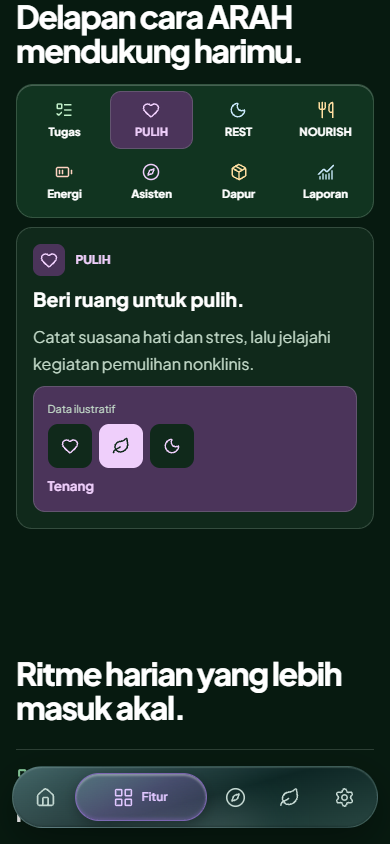 Delapan cara ARAH
mendukung harimu.
Tugas
PULIH
REST
NOURISH
Energi
Asisten
Dapur
Laporan
PULIH
Beri ruang untuk pulih.
Catat suasana hati dan stres, lalu jelajahi
kegiatan pemulihan nonklinis.
Data ilustratif
Tenang
Ritme harian yang lebih
masuk akal.
Fitur